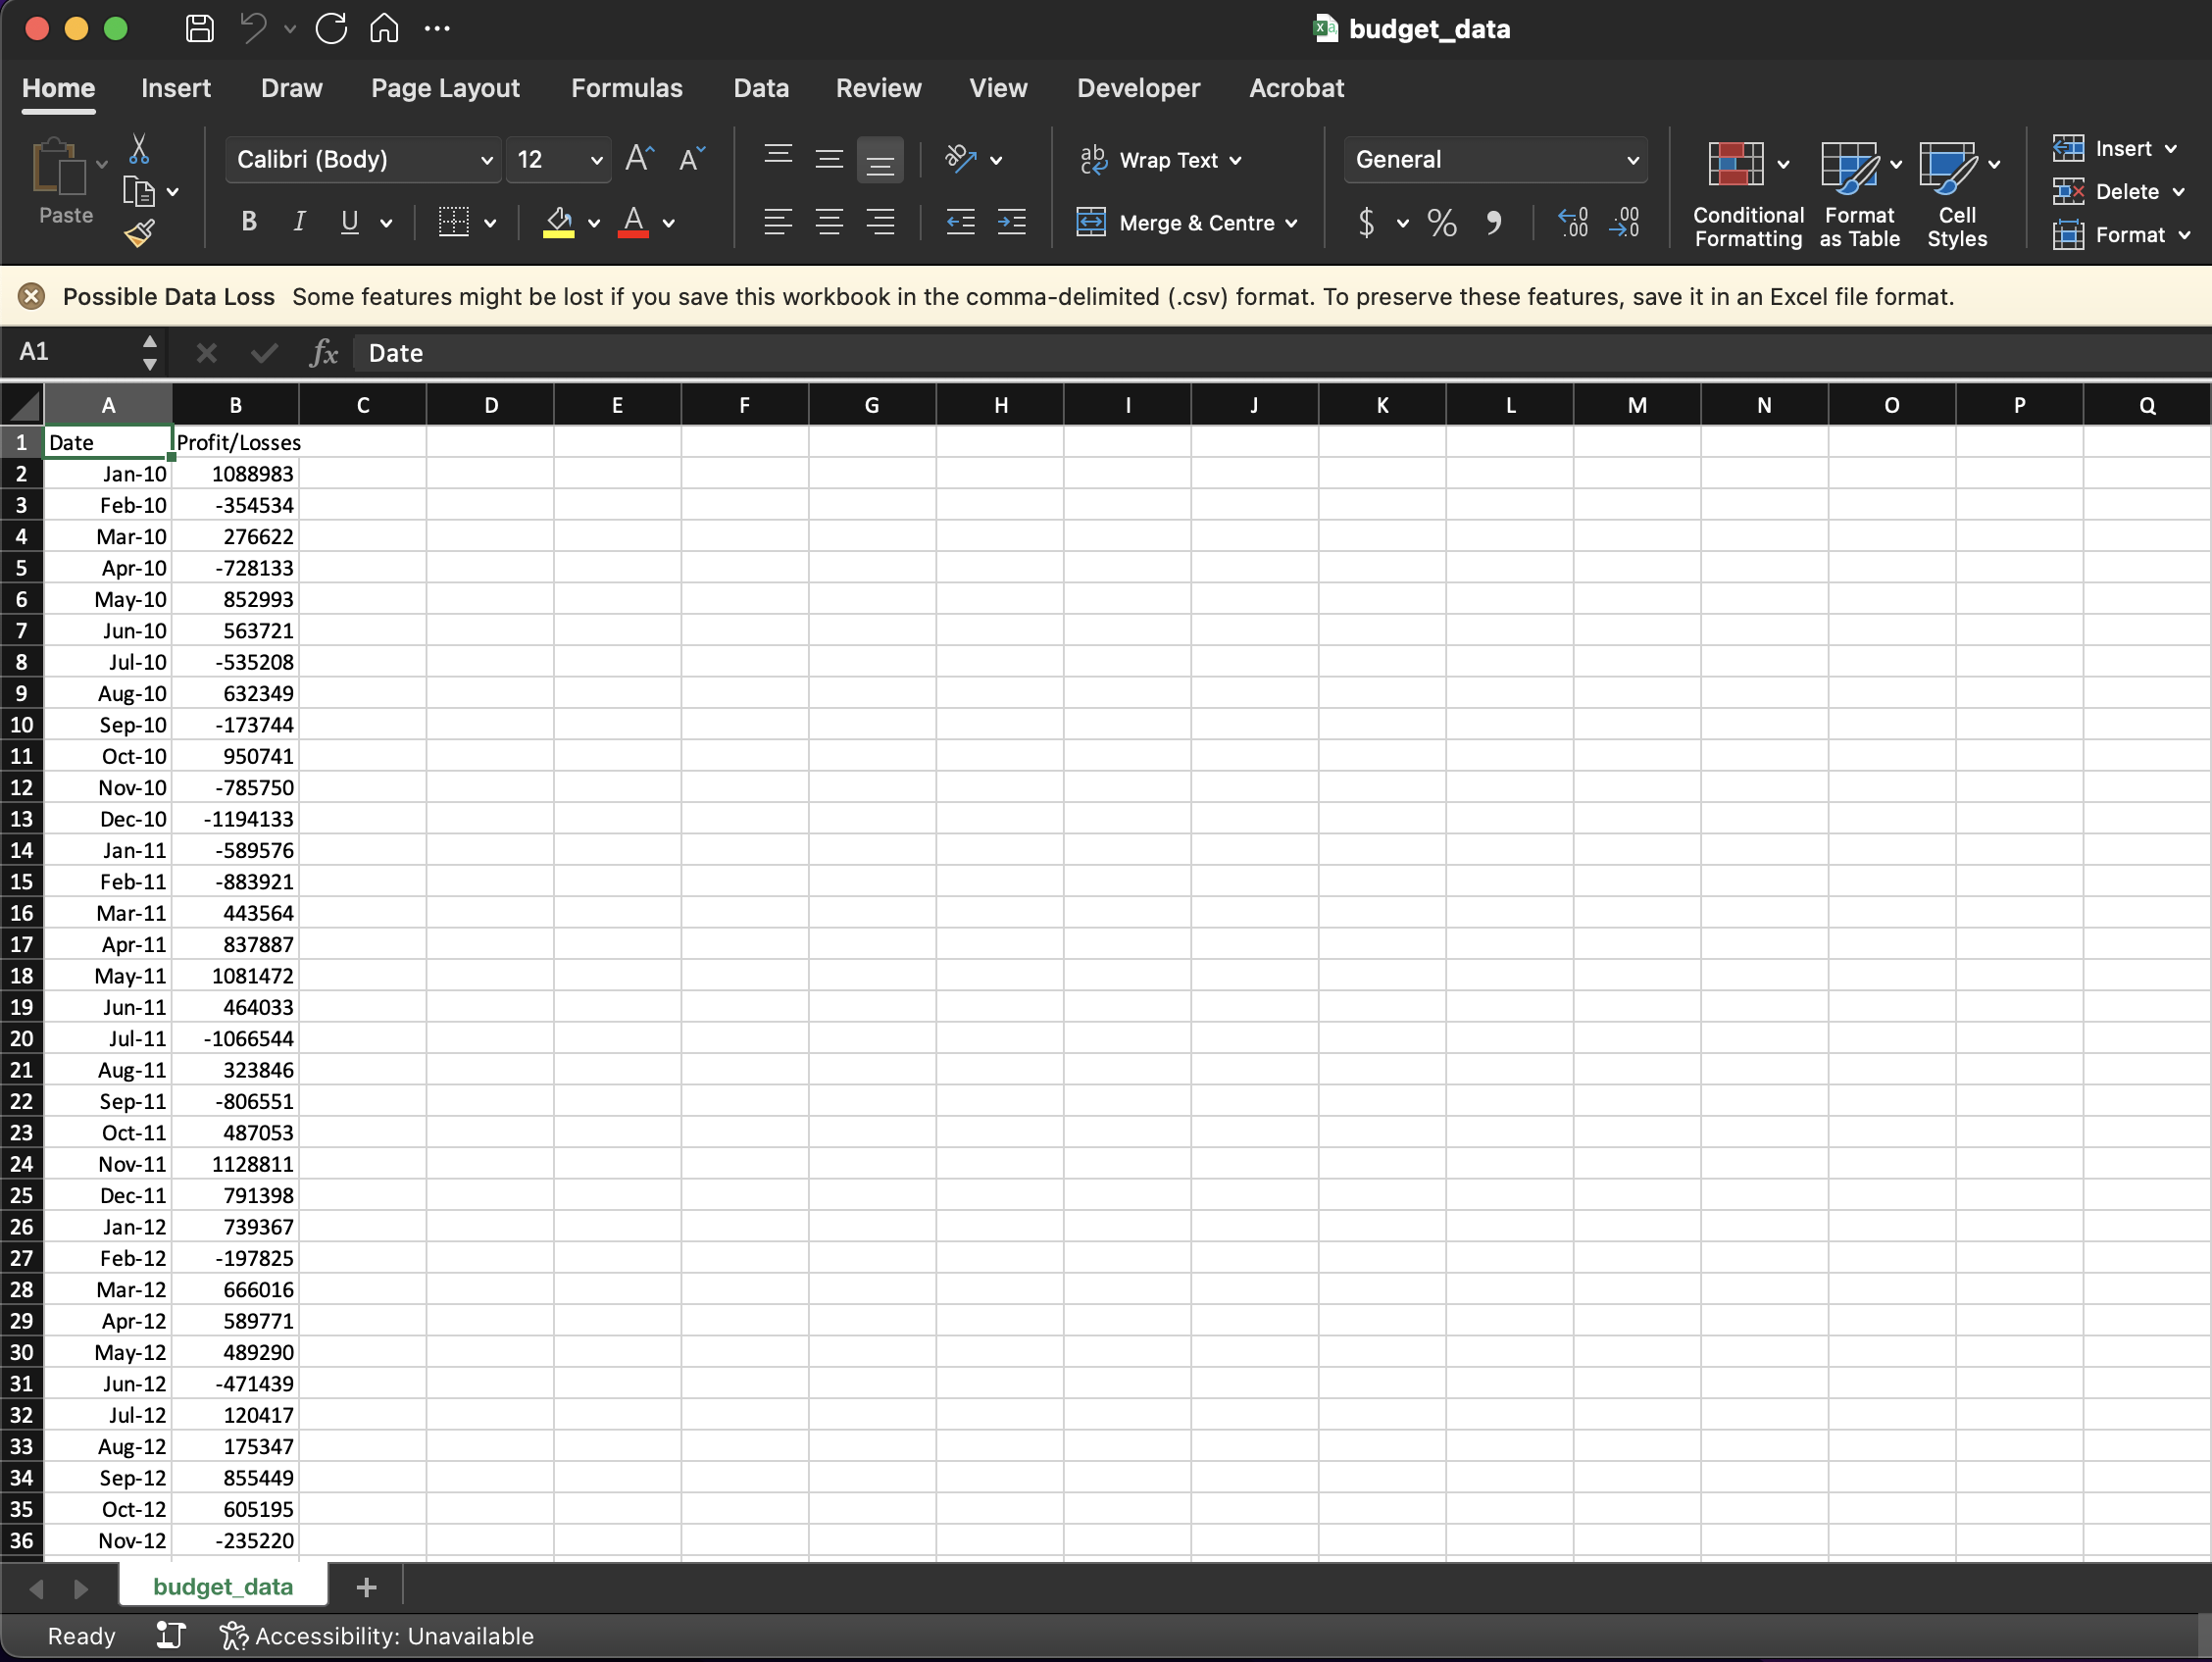 budget_data
Home Insert Draw Page Layout Formulas Data Review View Developer Acrobat
Paste
Calibri (Body) 12
Wrap Text
General
Insert
Delete
Format
Merge & Centre
Conditional Formatting
Format as Table
Cell Styles
Possible Data Loss Some features might be lost if you save this workbook in the comma-delimited (.csv) format. To preserve these features, save it in an Excel file format.
A1 fx Date
A B C D E F G H I J K L M N O P Q
1 Date Profit/Losses
2 Jan-10 1088983
3 Feb-10 -354534
4 Mar-10 276622
5 Apr-10 -728133
6 May-10 852993
7 Jun-10 563721
8 Jul-10 -535208
9 Aug-10 632349
10 Sep-10 -173744
11 Oct-10 950741
12 Nov-10 -785750
13 Dec-10 -1194133
14 Jan-11 -589576
15 Feb-11 -883921
16 Mar-11 443564
17 Apr-11 837887
18 May-11 1081472
19 Jun-11 464033
20 Jul-11 -1066544
21 Aug-11 323846
22 Sep-11 -806551
23 Oct-11 487053
24 Nov-11 1128811
25 Dec-11 791398
26 Jan-12 739367
27 Feb-12 -197825
28 Mar-12 666016
29 Apr-12 589771
30 May-12 489290
31 Jun-12 -471439
32 Jul-12 120417
33 Aug-12 175347
34 Sep-12 855449
35 Oct-12 605195
36 Nov-12 -235220
budget_data
Ready Accessibility: Unavailable